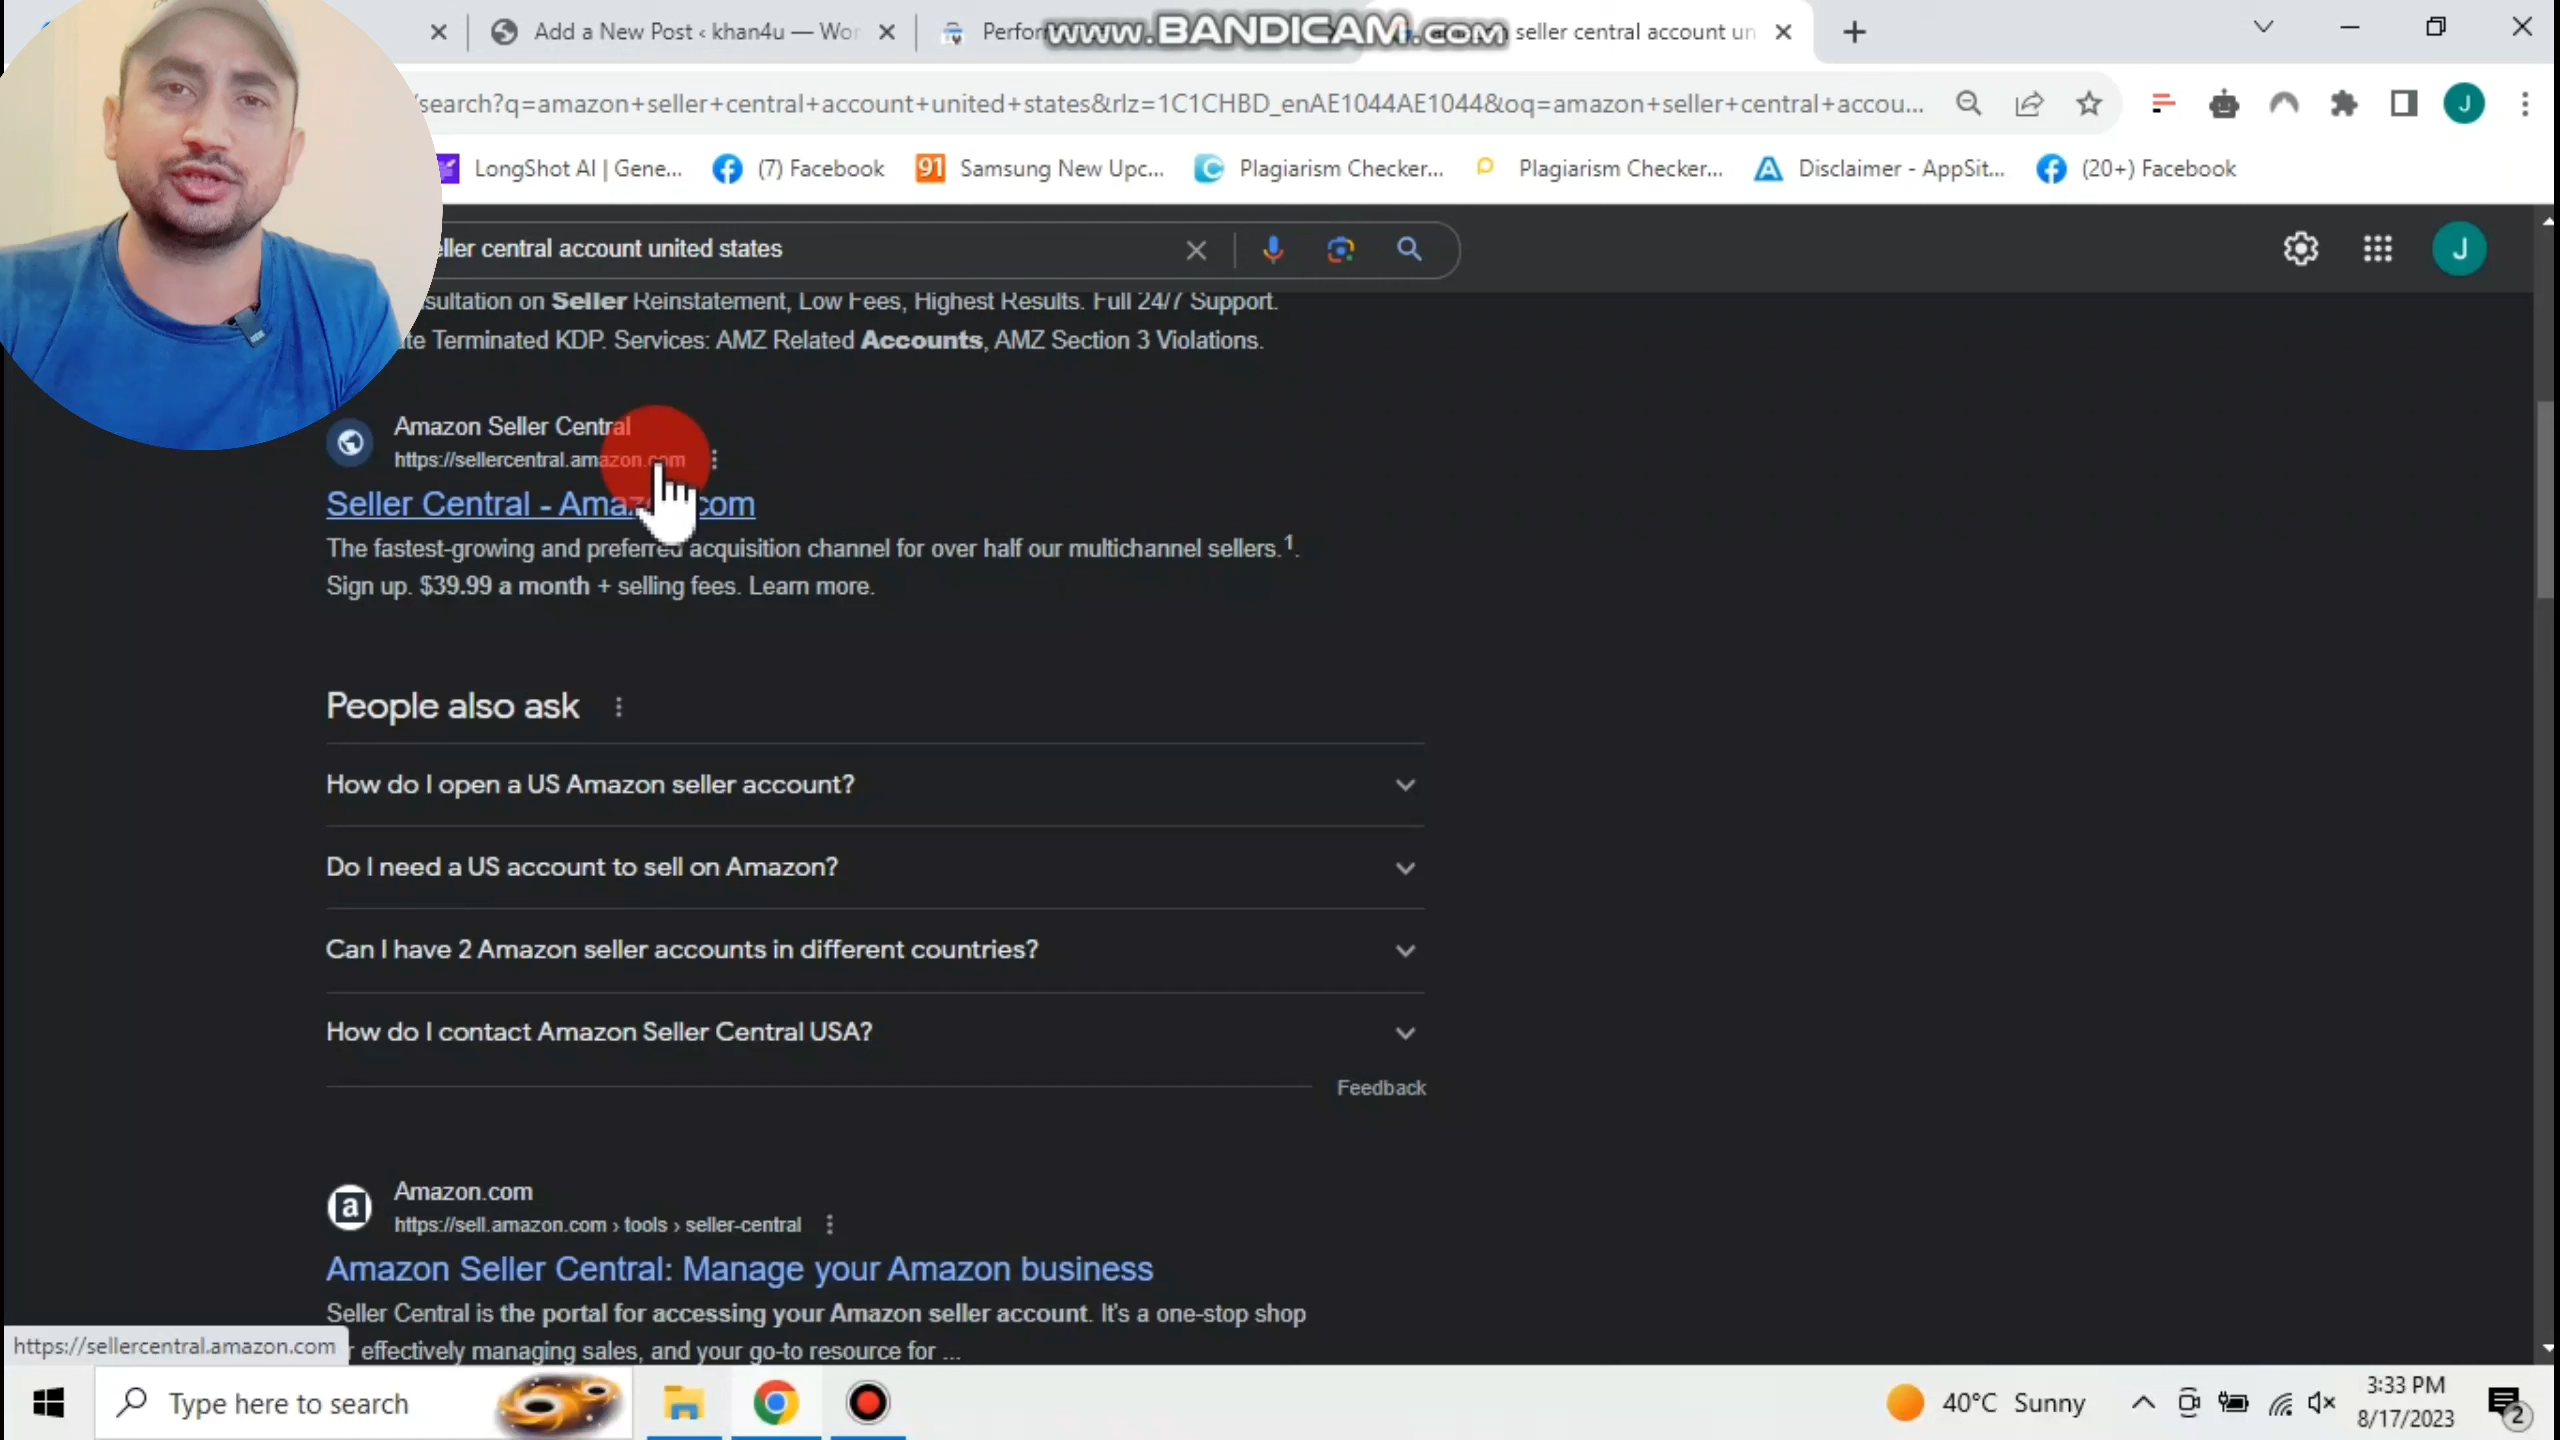 Add a New Post ‹ khan4u — Wor
Perfor
www.BANDICAM.com
seller central account un
/search?q=amazon+seller+central+account+united+states&rlz=1C1CHBD_enAE1044AE1044&oq=amazon+seller+central+accou...
J
LongShot AI | Gene...
(7) Facebook
91
Samsung New Upc...
Plagiarism Checker...
Plagiarism Checker...
Disclaimer - AppSit...
(20+) Facebook
eller central account united states
J
sultation on Seller Reinstatement, Low Fees, Highest Results. Full 24/7 Support.
te Terminated KDP. Services: AMZ Related Accounts, AMZ Section 3 Violations.
Amazon Seller Central
https://sellercentral.amazon.com
Seller Central - Amazon.com
The fastest-growing and preferred acquisition channel for over half our multichannel sellers.¹.
Sign up. $39.99 a month + selling fees. Learn more.
People also ask
How do I open a US Amazon seller account?
Do I need a US account to sell on Amazon?
Can I have 2 Amazon seller accounts in different countries?
How do I contact Amazon Seller Central USA?
Feedback
a
Amazon.com
https://sell.amazon.com › tools › seller-central
Amazon Seller Central: Manage your Amazon business
Seller Central is the portal for accessing your Amazon seller account. It's a one-stop shop
r effectively managing sales, and your go-to resource for ...
https://sellercentral.amazon.com
Type here to search
40°C Sunny
3:33 PM
8/17/2023
2